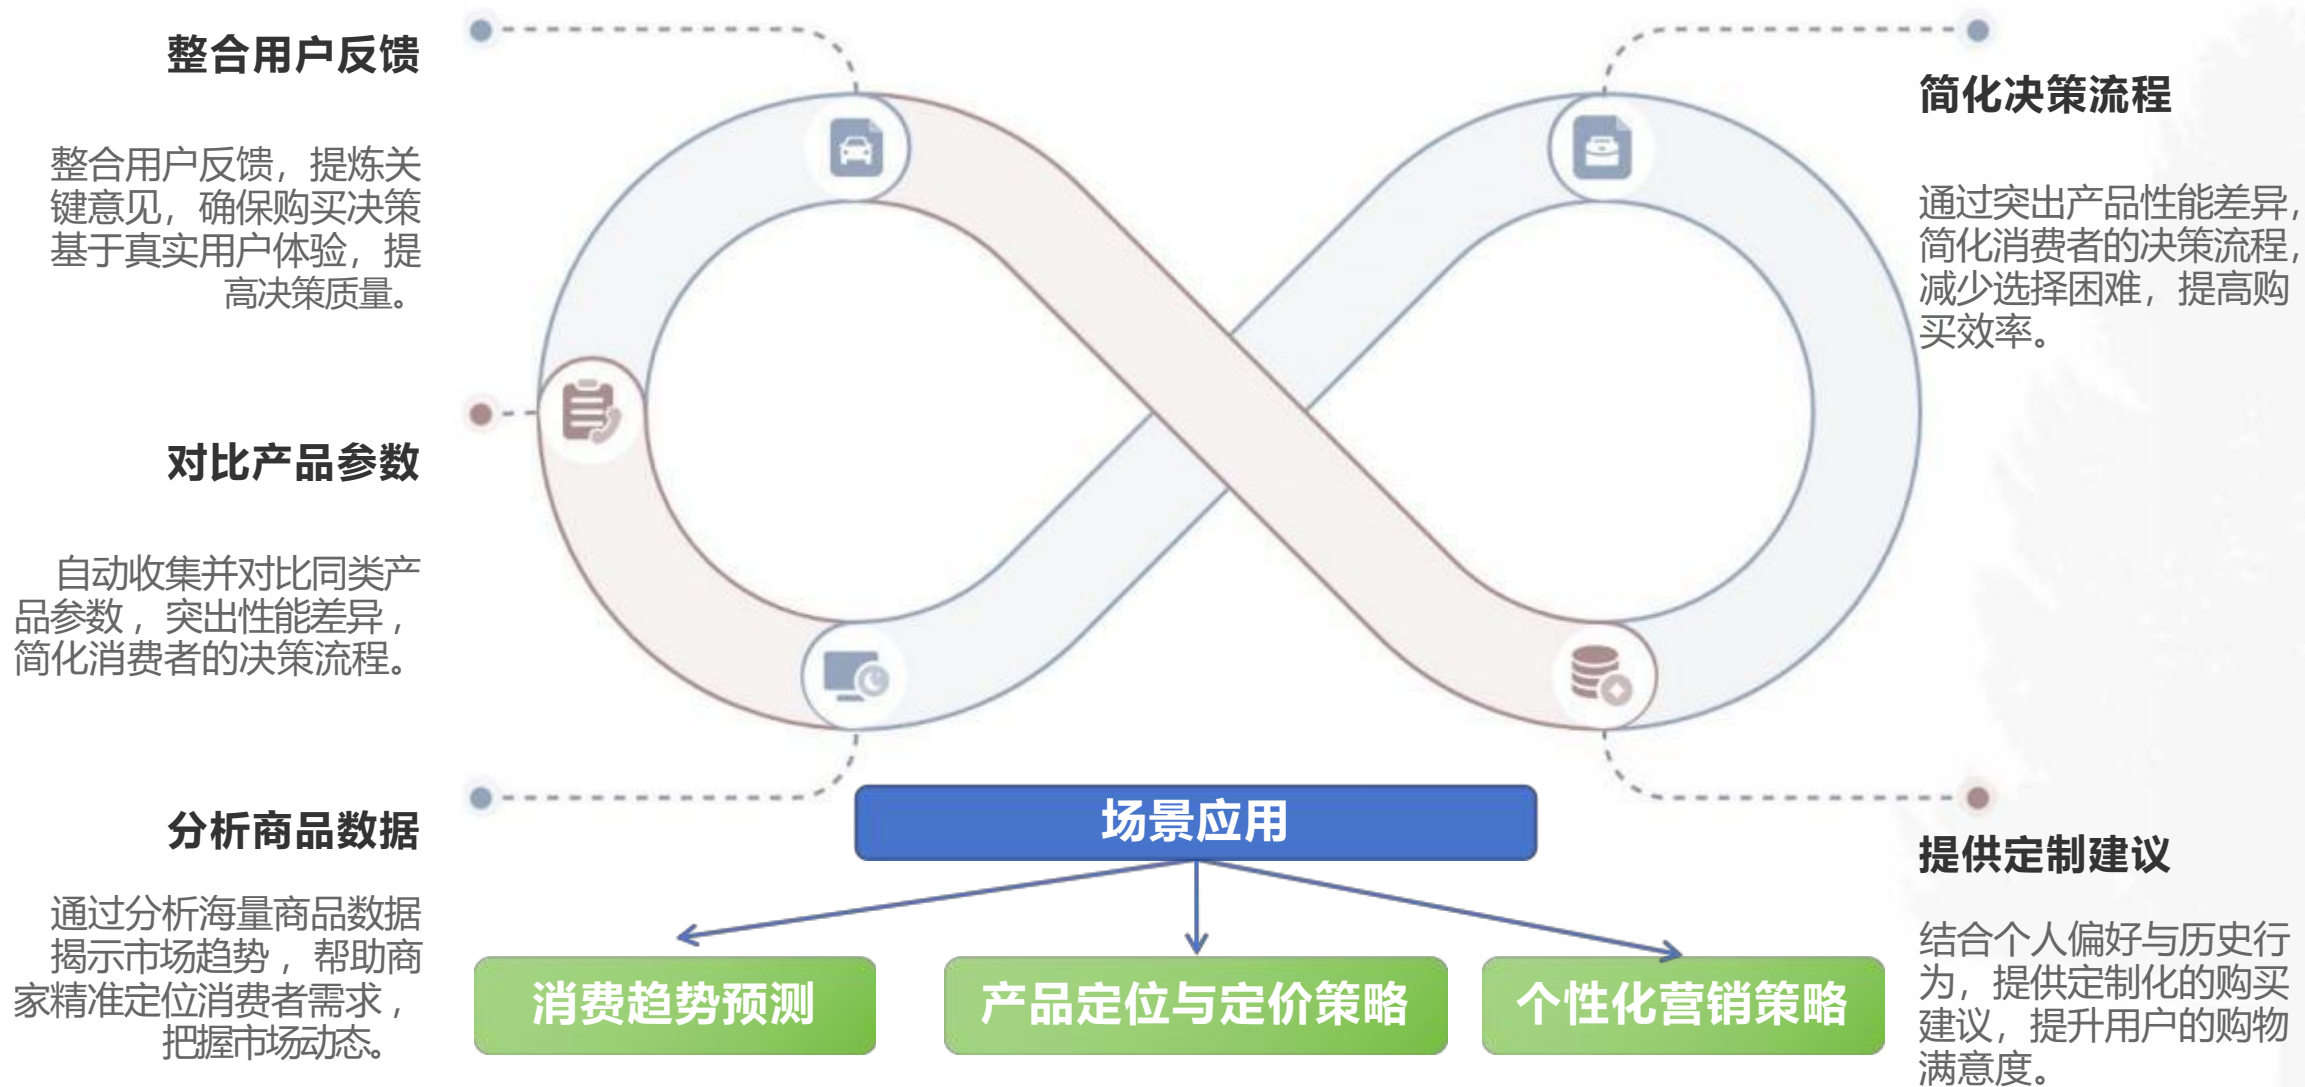 整合用户反馈
整合用户反馈，提炼关
键意见，确保购买决策
基于真实用户体验，提
高决策质量。
对比产品参数
自动收集并对比同类产
品参数，突出性能差异，
简化消费者的决策流程。
分析商品数据
通过分析海量商品数据
揭示市场趋势，帮助商
家精准定位消费者需求，
把握市场动态。
简化决策流程
通过突出产品性能差异，
简化消费者的决策流程，
减少选择困难，提高购
买效率。
提供定制建议
结合个人偏好与历史行
为，提供定制化的购买
建议，提升用户的购物
满意度。
场景应用
消费趋势预测
产品定位与定价策略
个性化营销策略